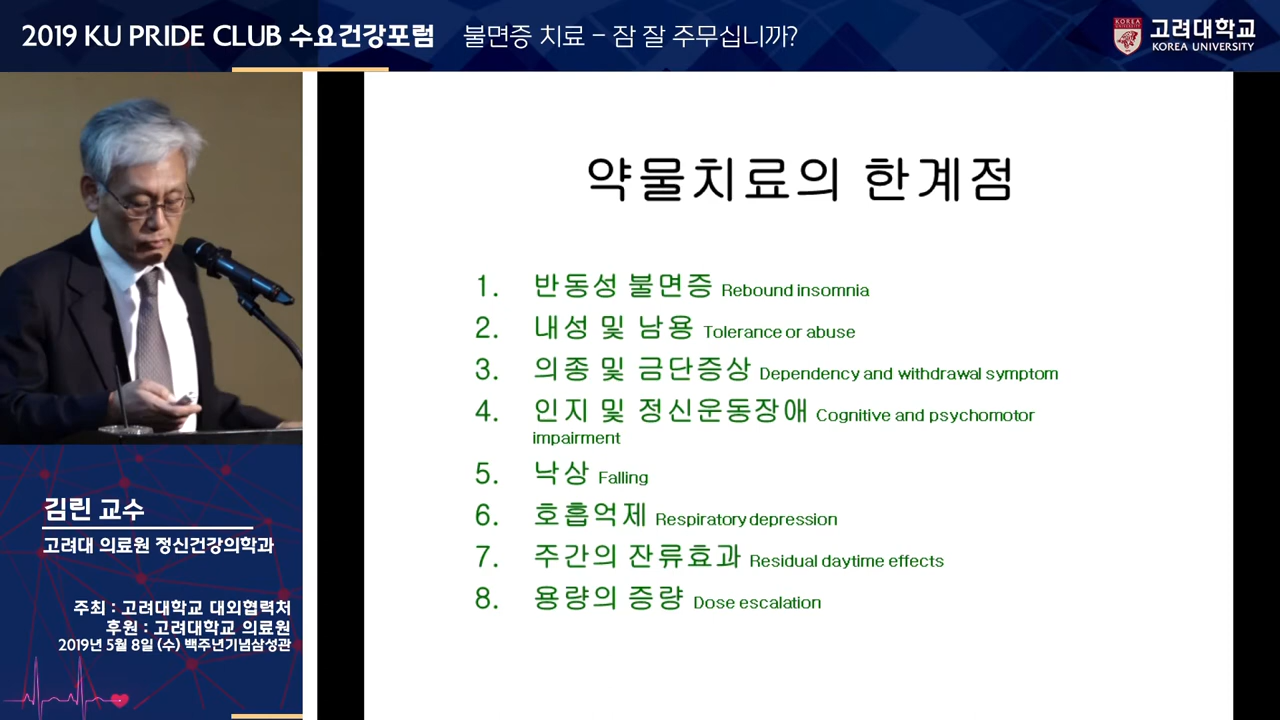 2019 KU PRIDE CLUB 수요건강포럼 불면증 치료 – 잠 잘 주무십니까?
KOREA
고려대학교
KOREA UNIVERSITY
약물치료의 한계점
1. 반동성 불면증 Rebound insomnia
2. 내성 및 남용 Tolerance or abuse
3. 의종 및 금단증상 Dependency and withdrawal symptom
4. 인지 및 정신운동장애 Cognitive and psychomotor
impairment
5. 낙상 Falling
6. 호흡억제 Respiratory depression
7. 주간의 잔류효과 Residual daytime effects
8. 용량의 증량 Dose escalation
김린 교수
고려대 의료원 정신건강의학과
주최 : 고려대학교 대외협력처
후원 : 고려대학교 의료원
2019년 5월 8일 (수) 백주년기념삼성관